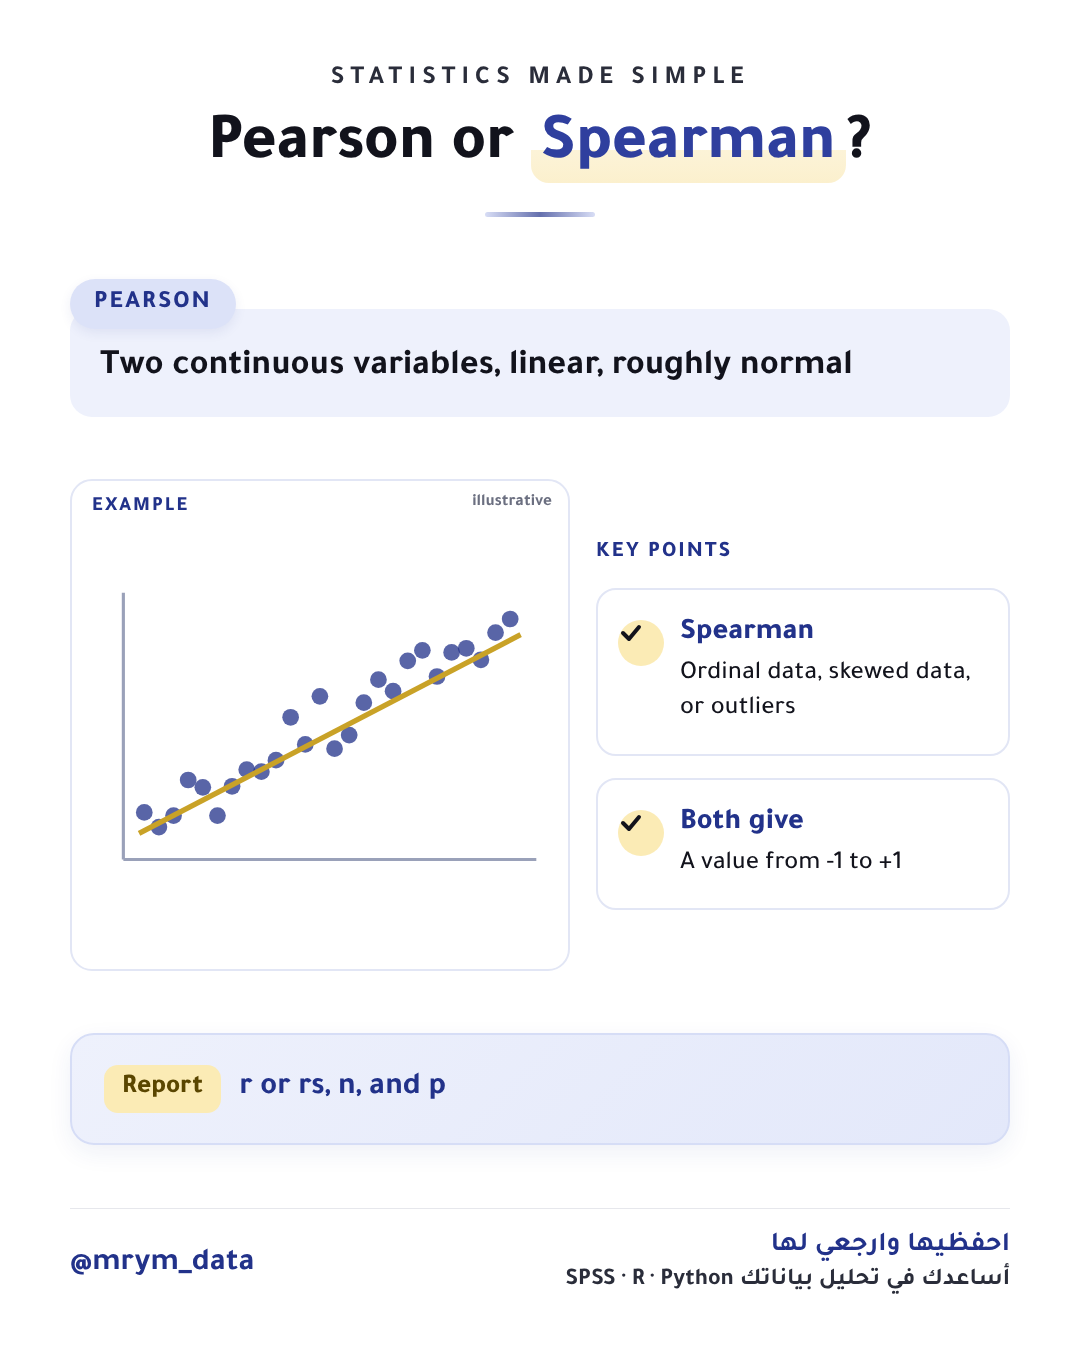 STATISTICS MADE SIMPLE
Pearson or Spearman?
PEARSON
Two continuous variables, linear, roughly normal
EXAMPLE
illustrative
KEY POINTS
Spearman
Ordinal data, skewed data,
or outliers
Both give
A value from -1 to +1
Report
r or rs, n, and p
@mrym_data
احفظيها وارجعي لها
أساعدك في تحليل بياناتك SPSS · R · Python